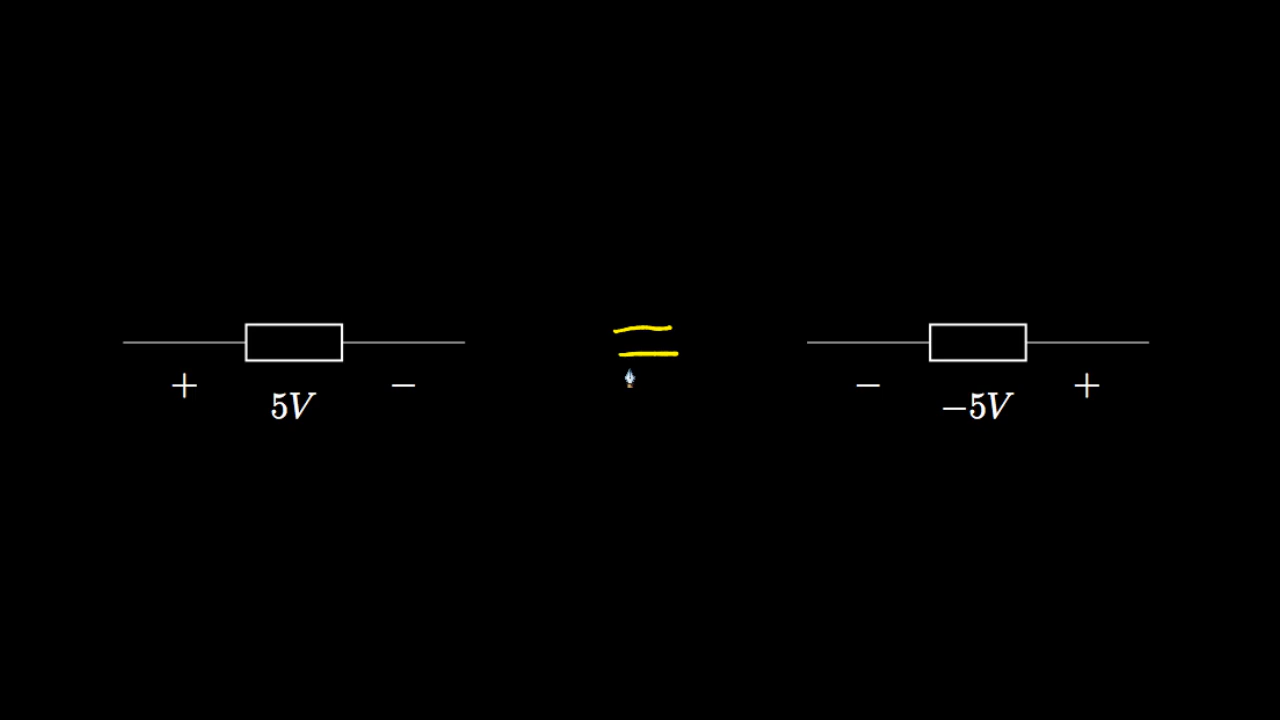 + 5V − = − −5V +